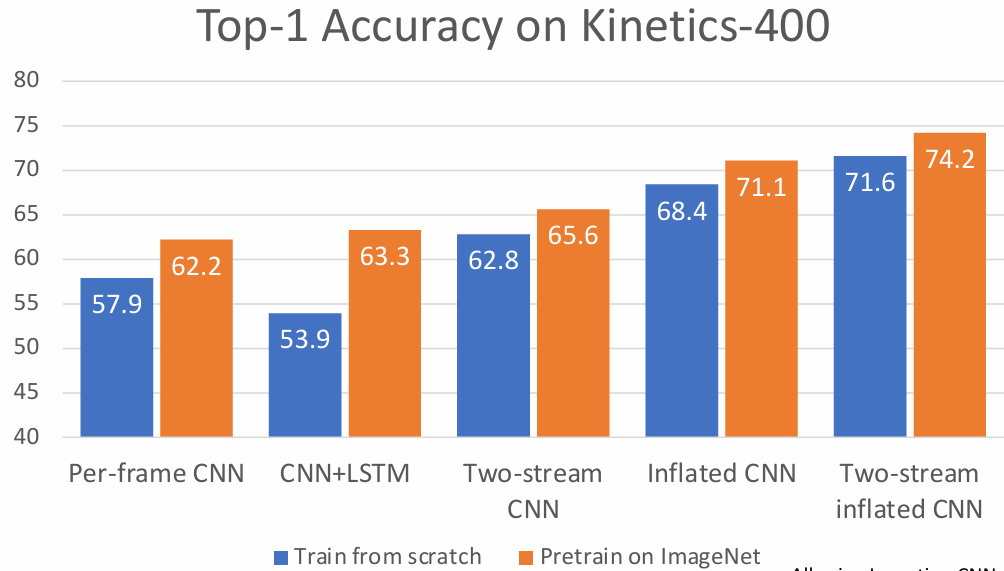 Top-1 Accuracy on Kinetics-400
80
75
70
65
60
55
50
45
40
57.9
62.2
53.9
63.3
62.8
65.6
68.4
71.1
71.6
74.2
Per-frame CNN
CNN+LSTM
Two-stream
CNN
Inflated CNN
Two-stream
inflated CNN
Train from scratch
Pretrain on ImageNet